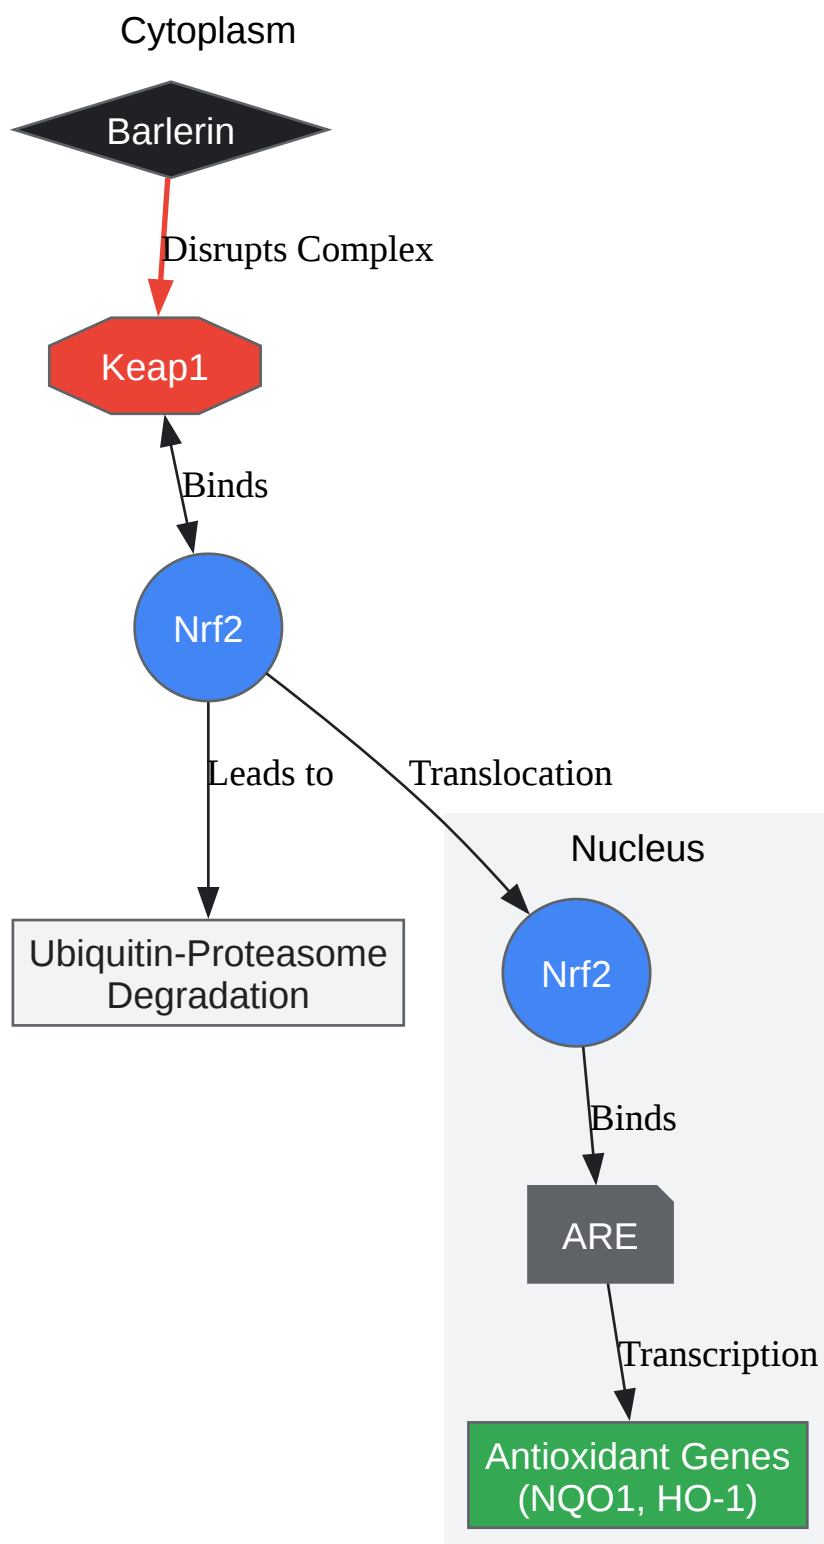 Cytoplasm
Barlerin
Disrupts Complex
Keap1
Binds
Nrf2
Leads to
Translocation
Nucleus
Ubiquitin-Proteasome
Degradation
Nrf2
Binds
ARE
Transcription
Antioxidant Genes
(NQO1, HO-1)